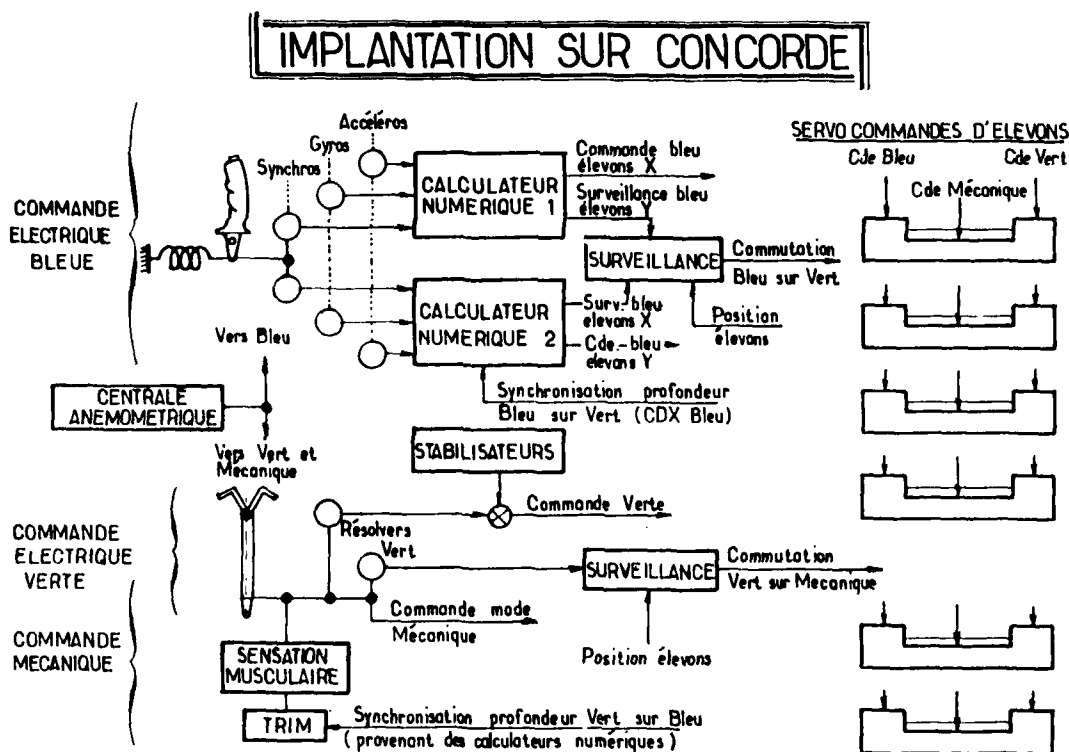 IMPLANTATION SUR CONCORDE
Accéléros
Gyros
Synchros
COMMANDE
ELECTRIQUE
BLEUE
CALCULATEUR
NUMERIQUE 1
Commande bleu
élevons X
Surveillance bleu
élevons Y
SURVEILLANCE
Commutation
Bleu sur Vert
CALCULATEUR
NUMERIQUE 2
Surv. bleu
elevons X
Cde. bleu
élevons Y
Position
élevons
Synchronisation profondeur
Bleu sur Vert (CDX Bleu)
SERVO COMMANDES D'ELEVONS
Cde Bleu
Cde Vert
Cde Mécanique
Vers Bleu
CENTRALE
ANEMOMETRIQUE
Vers Vert et
Mécanique
STABILISATEURS
COMMANDE
ELECTRIQUE
VERTE
Résolvers
Vert
Commande Verte
SURVEILLANCE
Commutation
Vert sur Mecanique
Position élevons
Commande mode
Mécanique
COMMANDE
MECANIQUE
SENSATION
MUSCULAIRE
TRIM
Synchronisation profondeur Vert sur Bleu
(provenant des calculateurs numériques)